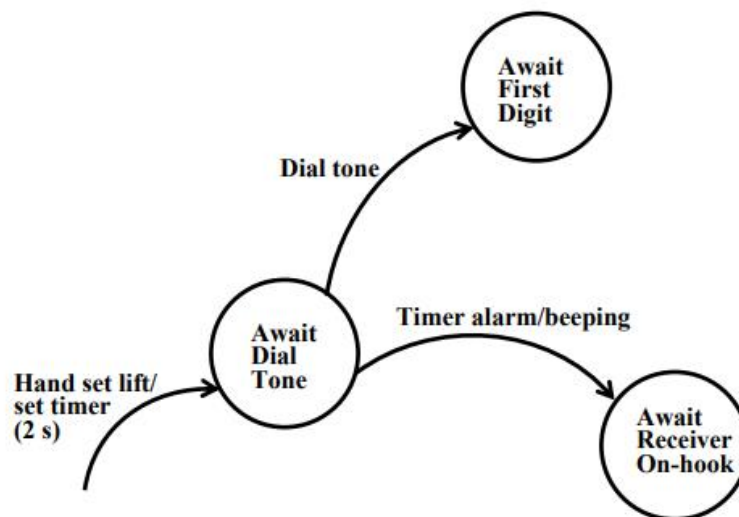 Await
First
Digit
Dial tone
Timer alarm/beeping
Await
Dial
Tone
Hand set lift/
set timer
(2 s)
Await
Receiver
On-hook